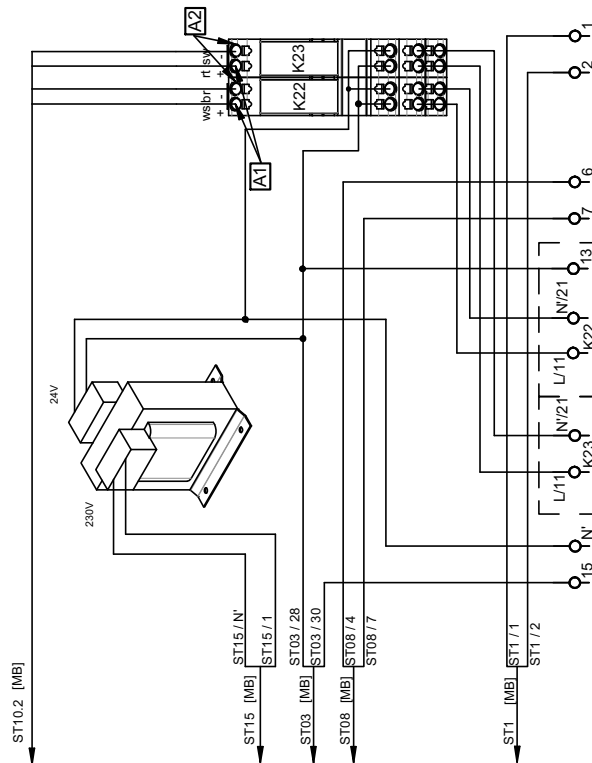 A2
ws br rt sw
+ - + -
K22 K23
A1
24V
230V
1
2
6
7
13
N'/21
K22
L/11
N'/21
K23
L/11
N'
15
ST10.2 [MB]
ST15 / N'
ST15 / 1
ST15 [MB]
ST03 / 28
ST03 / 30
ST03 [MB]
ST08 / 4
ST08 / 7
ST08 [MB]
ST1 / 1
ST1 / 2
ST1 [MB]